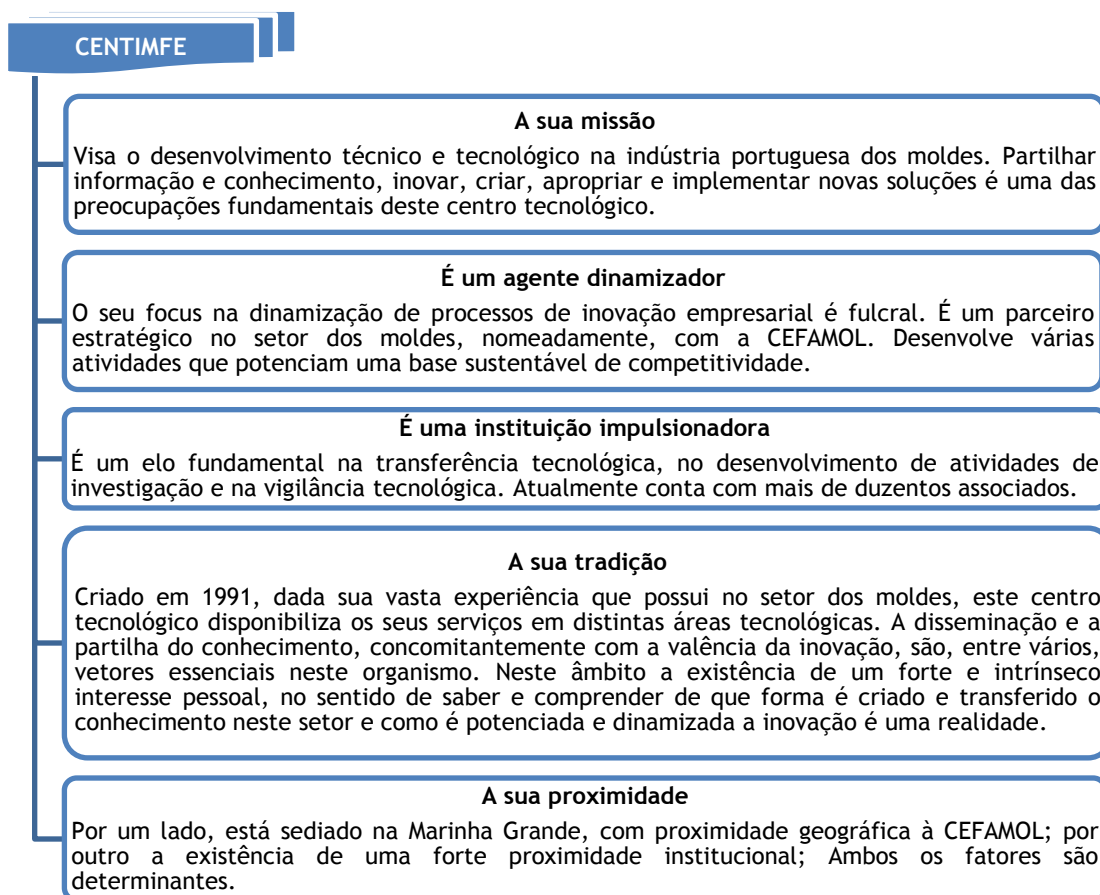 CENTIMFE
A sua missão
Visa o desenvolvimento técnico e tecnológico na indústria portuguesa dos moldes. Partilhar
informação e conhecimento, inovar, criar, apropriar e implementar novas soluções é uma das
preocupações fundamentais deste centro tecnológico.
É um agente dinamizador
O seu focus na dinamização de processos de inovação empresarial é fulcral. É um parceiro
estratégico no setor dos moldes, nomeadamente, com a CEFAMOL. Desenvolve várias
atividades que potenciam uma base sustentável de competitividade.
É uma instituição impulsionadora
É um elo fundamental na transferência tecnológica, no desenvolvimento de atividades de
investigação e na vigilância tecnológica. Atualmente conta com mais de duzentos associados.
A sua tradição
Criado em 1991, dada sua vasta experiência que possui no setor dos moldes, este centro
tecnológico disponibiliza os seus serviços em distintas áreas tecnológicas. A disseminação e a
partilha do conhecimento, concomitantemente com a valência da inovação, são, entre vários,
vetores essenciais neste organismo. Neste âmbito a existência de um forte e intrínseco
interesse pessoal, no sentido de saber e comprender de que forma é criado e transferido o
conhecimento neste setor e como é potenciada e dinamizada a inovação é uma realidade.
A sua proximidade
Por um lado, está sediado na Marinha Grande, com proximidade geográfica à CEFAMOL; por
outro a existência de uma forte proximidade institucional; Ambos os fatores são
determinantes.